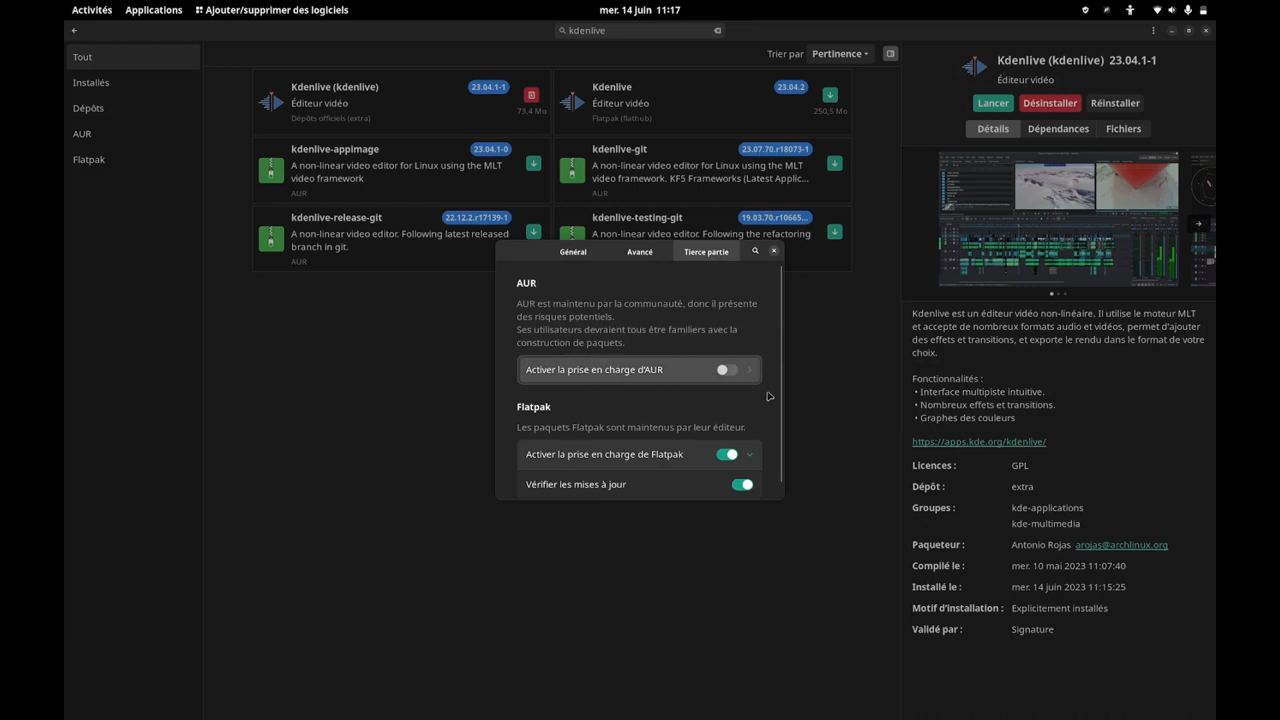 Activités Applications Ajouter/supprimer des logiciels mer. 14 juin 11:17
kdenlive
Tout
Installés
Dépôts
AUR
Flatpak
Trier par Pertinence
Kdenlive (kdenlive) 23.04.1-1
Éditeur vidéo
Dépôts officiels (extra)
73,4 Mo
Kdenlive 23.04.2
Éditeur vidéo
Flatpak (flathub)
250,5 Mo
kdenlive-appimage 23.04.1-0
A non-linear video editor for Linux using the MLT
video framework
AUR
kdenlive-git 23.07.70.r18073-1
A non-linear video editor for Linux using the MLT
video framework. KF5 Frameworks (Latest Applic...
AUR
kdenlive-release-git 22.12.2.r17139-1
A non-linear video editor. Following latest released
branch in git.
AUR
kdenlive-testing-git 19.03.70.r10665...
A non-linear video editor. Following the refactoring
Général Avancé Tierce partie
AUR
AUR est maintenu par la communauté, donc il présente
des risques potentiels.
Ses utilisateurs devraient tous être familiers avec la
construction de paquets.
Activer la prise en charge d'AUR
Flatpak
Les paquets Flatpak sont maintenus par leur éditeur.
Activer la prise en charge de Flatpak
Vérifier les mises à jour
Kdenlive (kdenlive) 23.04.1-1
Éditeur vidéo
Lancer Désinstaller Réinstaller
Détails Dépendances Fichiers
Kdenlive est un éditeur vidéo non-linéaire. Il utilise le moteur MLT
et accepte de nombreux formats audio et vidéos, permet d'ajouter
des effets et transitions, et exporte le rendu dans le format de votre
choix.
Fonctionnalités :
• Interface multipiste intuitive.
• Nombreux effets et transitions.
• Graphes des couleurs
https://apps.kde.org/kdenlive/
Licences : GPL
Dépôt : extra
Groupes : kde-applications
kde-multimedia
Paqueteur : Antonio Rojas arojas@archlinux.org
Compilé le : mer. 10 mai 2023 11:07:40
Installé le : mer. 14 juin 2023 11:15:25
Motif d'installation : Explicitement installés
Validé par : Signature